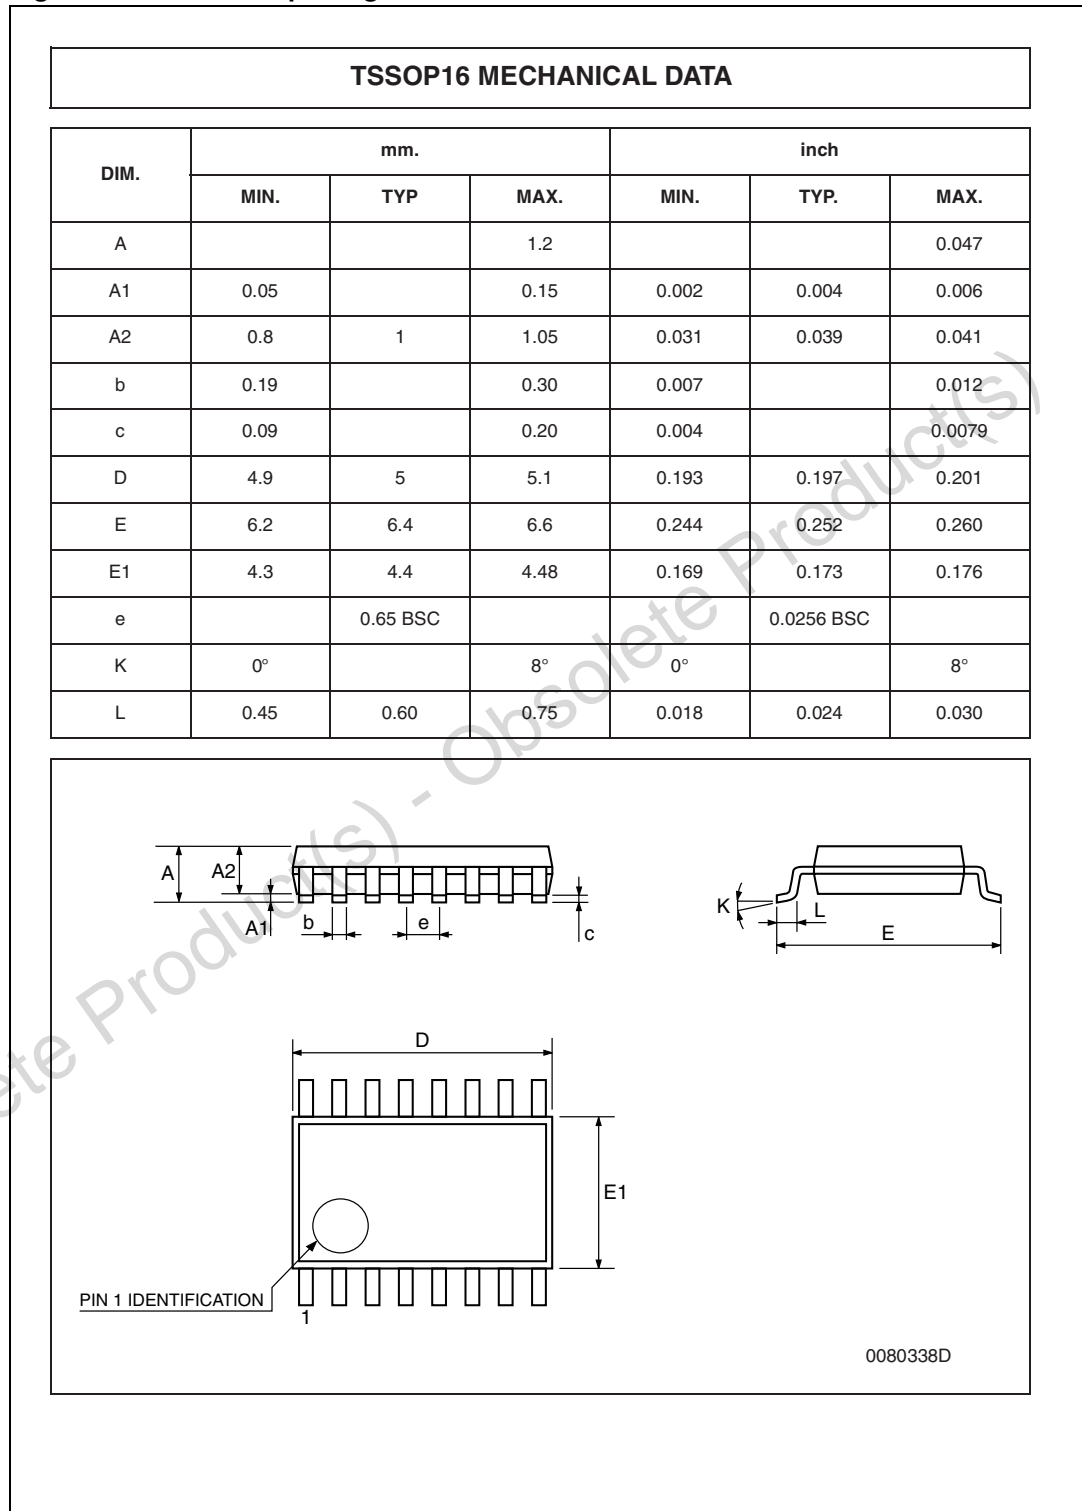 TSSOP16 MECHANICAL DATA
DIM. mm. inch
MIN. TYP MAX. MIN. TYP. MAX.
A 1.2 0.047
A1 0.05 0.15 0.002 0.004 0.006
A2 0.8 1 1.05 0.031 0.039 0.041
b 0.19 0.30 0.007 0.012
c 0.09 0.20 0.004 0.0079
D 4.9 5 5.1 0.193 0.197 0.201
E 6.2 6.4 6.6 0.244 0.252 0.260
E1 4.3 4.4 4.48 0.169 0.173 0.176
e 0.65 BSC 0.0256 BSC
K 0° 8° 0° 8°
L 0.45 0.60 0.75 0.018 0.024 0.030
A A2
A1 b e c K L E
D
E1
PIN 1 IDENTIFICATION
1
0080338D
ete Product(s) - Obsolete Product(s)